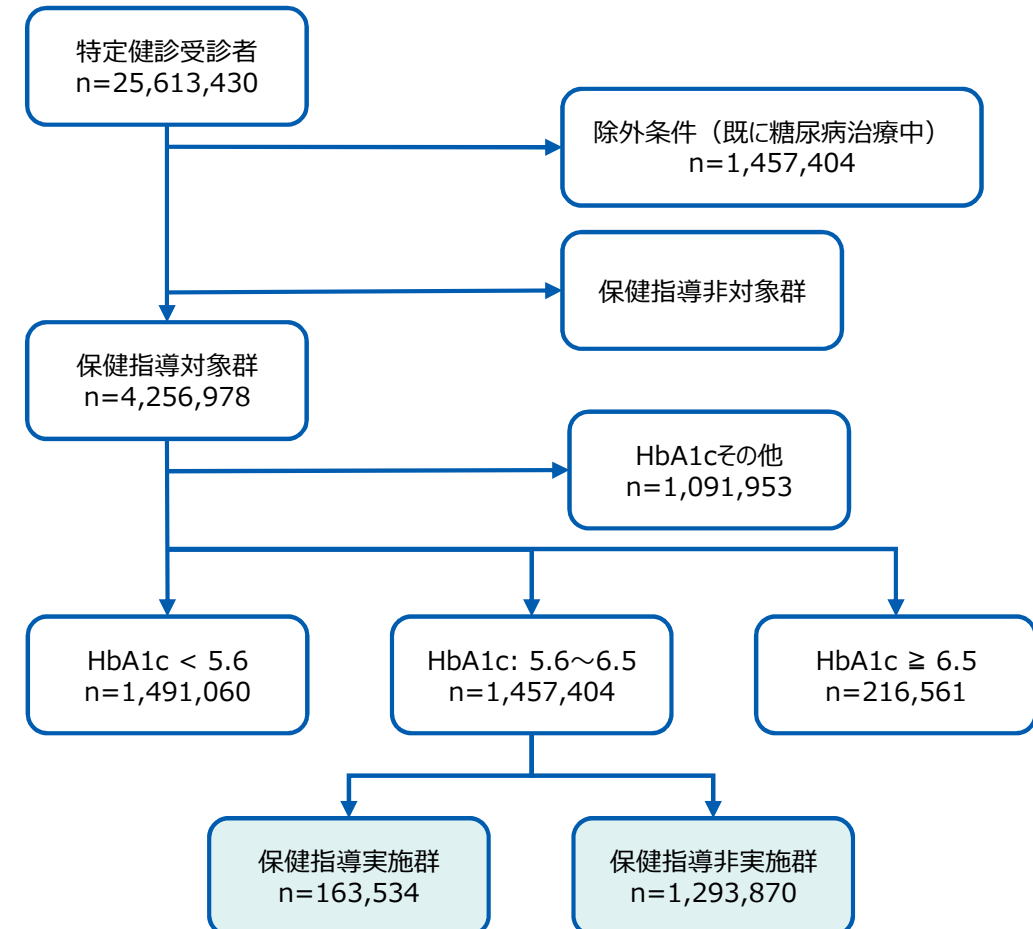 特定健診受診者
n=25,613,430
除外条件（既に糖尿病治療中）
n=1,457,404
保健指導非対象群
保健指導対象群
n=4,256,978
HbA1cその他
n=1,091,953
HbA1c < 5.6
n=1,491,060
HbA1c: 5.6～6.5
n=1,457,404
HbA1c ≧ 6.5
n=216,561
保健指導実施群
n=163,534
保健指導非実施群
n=1,293,870